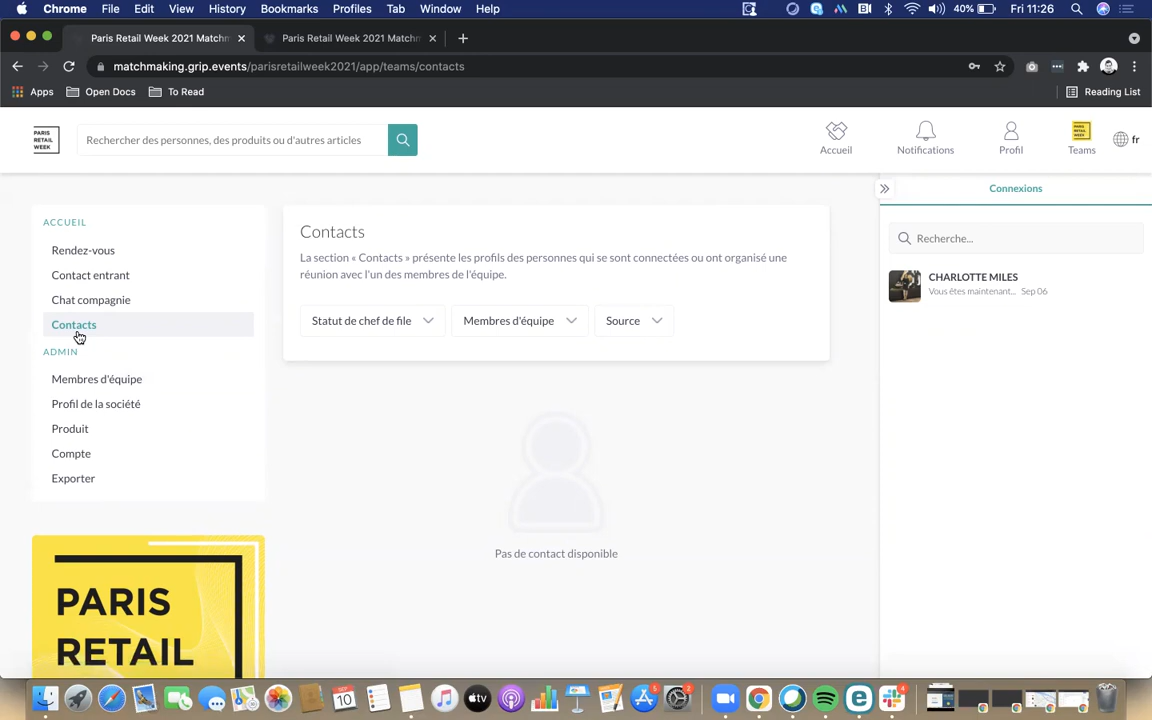 Chrome File Edit View History Bookmarks Profiles Tab Window Help 40% Fri 11:26
Paris Retail Week 2021 Matchm Paris Retail Week 2021 Matchm
matchmaking.grip.events/parisretailweek2021/app/teams/contacts
Apps Open Docs To Read Reading List
PARIS
RETAIL
WEEK
Rechercher des personnes, des produits ou d'autres articles
Accueil Notifications Profil Teams fr
Connexions
Recherche...
CHARLOTTE MILES
Vous êtes maintenant... Sep 06
ACCUEIL
Rendez-vous
Contact entrant
Chat compagnie
Contacts
ADMIN
Membres d'équipe
Profil de la société
Produit
Compte
Exporter
Contacts
La section « Contacts » présente les profils des personnes qui se sont connectées ou ont organisé une
réunion avec l'un des membres de l'équipe.
Statut de chef de file Membres d'équipe Source
Pas de contact disponible
PARIS
RETAIL